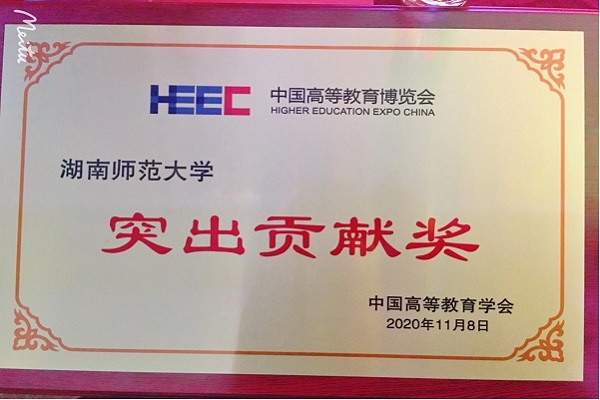 Meitu
HEEC 中国高等教育博览会
HIGHER EDUCATION EXPO CHINA
湖南师范大学
突出贡献奖
中国高等教育学会
2020年11月8日